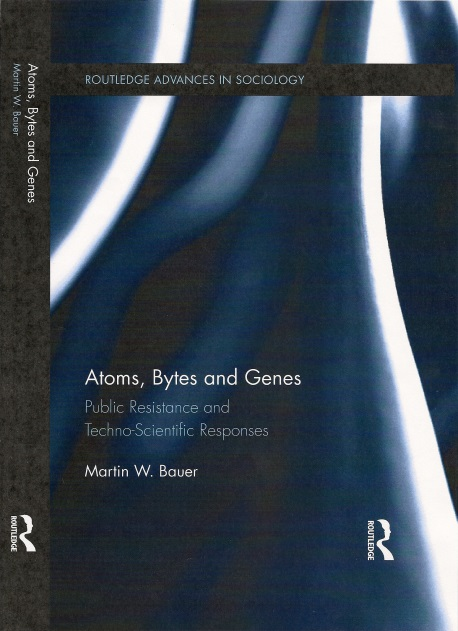 Atoms, Bytes and Genes
Martin W. Bauer
ROUTLEDGE
ROUTLEDGE ADVANCES IN SOCIOLOGY
Atoms, Bytes and Genes
Public Resistance and
Techno-Scientific Responses
Martin W. Bauer
ROUTLEDGE